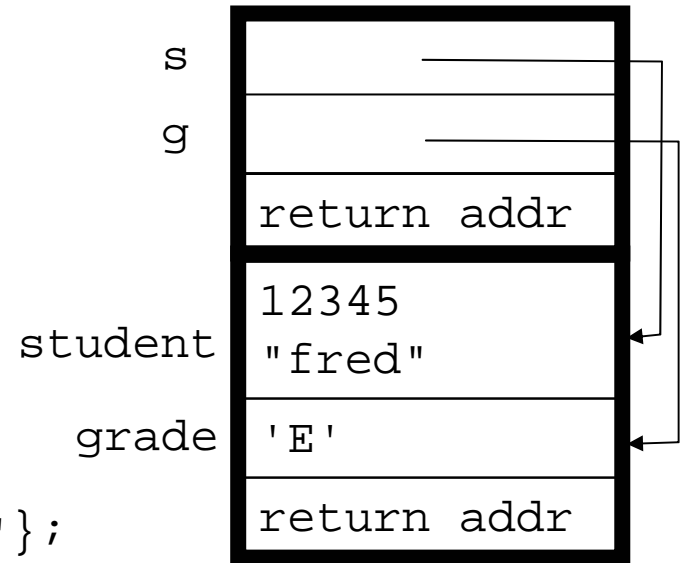 s
g
return addr
student
12345
"fred"
grade
'E'
return addr
};